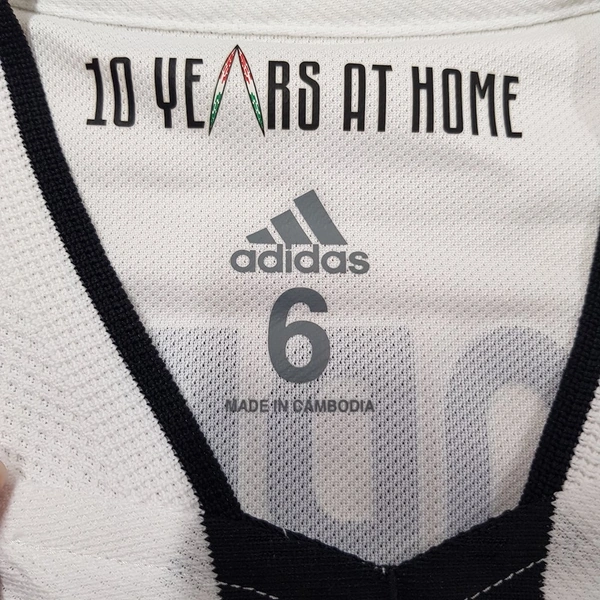 10 YEARS AT HOME
adidas
6
MADE IN CAMBODIA